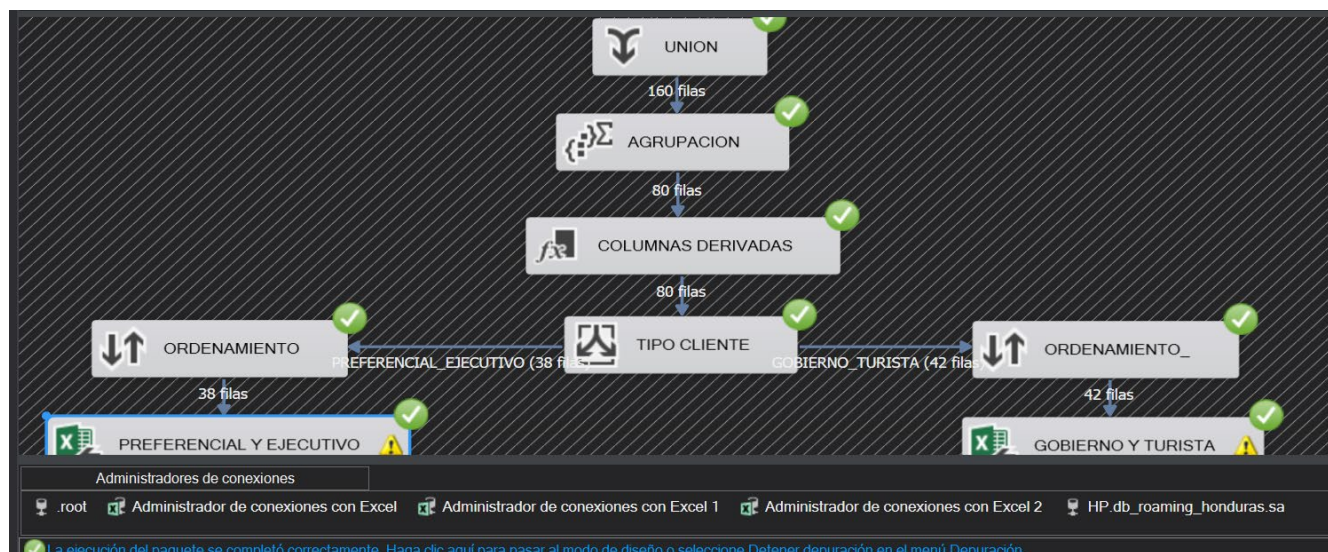 UNION
160 filas
AGRUPACION
80 filas
COLUMNAS DERIVADAS
80 filas
TIPO CLIENTE
ORDENAMIENTO
PREFERENCIAL_EJECUTIVO (38 filas)
GOBIERNO_TURISTA (42 filas)
ORDENAMIENTO_
38 filas
42 filas
PREFERENCIAL Y EJECUTIVO
GOBIERNO Y TURISTA
Administradores de conexiones
.root Administrador de conexiones con Excel Administrador de conexiones con Excel 1 Administrador de conexiones con Excel 2 HP.db_roaming_honduras.sa
La ejecución del paquete se completó correctamente. Haga clic aquí para pasar al modo de diseño o seleccione Detener depuración en el menú Depuración.